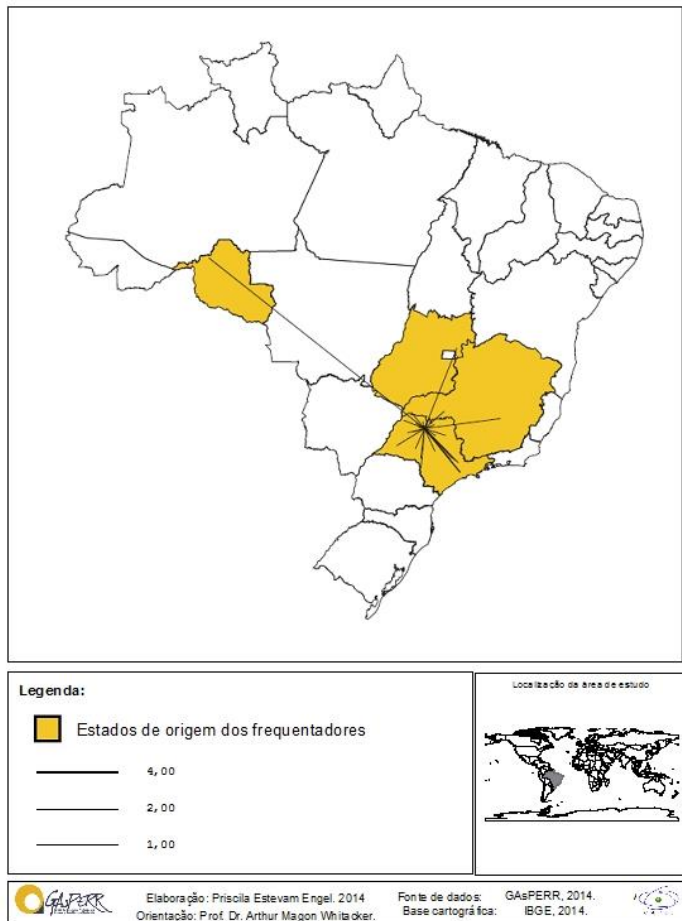 Legenda:
Estados de origem dos frequentadores
4,00
2,00
1,00
Localização da área de estudo
GAsPERR
Elaboração: Priscila Estevam Engel. 2014
Orientação: Prof. Dr. Arthur Magon Whitacker.
Fonte de dados: GAsPERR, 2014.
Base cartográfica: IBGE, 2014.